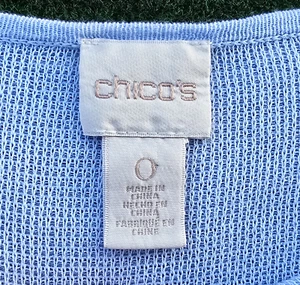 chico's
0
MADE IN
CHINA
HECHO EN
CHINA
FABRIQUÉ EN
CHINE